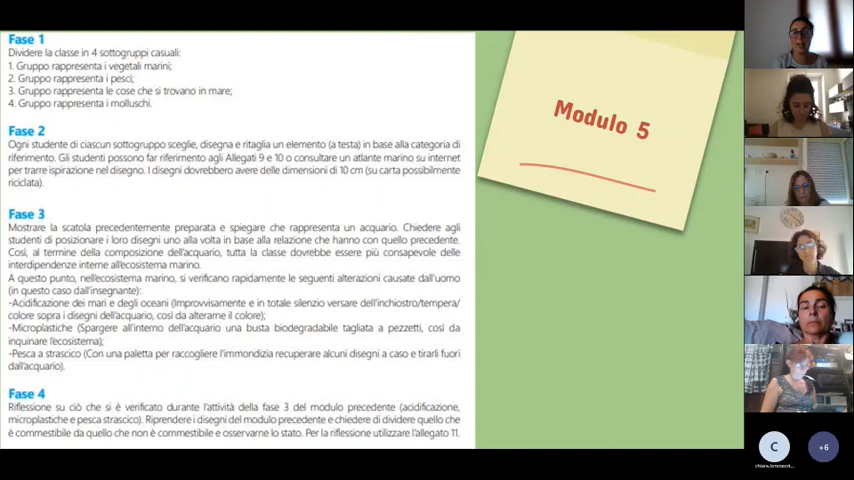 Fase 1
Dividere la classe in 4 sottogruppi casuali:
1. Gruppo rappresenta i vegetali marini;
2. Gruppo rappresenta i pesci;
3. Gruppo rappresenta le cose che si trovano in mare;
4. Gruppo rappresenta i molluschi.
Fase 2
Ogni studente di ciascun sottogruppo sceglie, disegna e ritaglia un elemento (a testa) in base alla categoria di
riferimento. Gli studenti possono far riferimento agli Allegati 9 e 10 o consultare un atlante marino su internet
per trarre ispirazione nel disegno. I disegni dovrebbero avere delle dimensioni di 10 cm (su carta possibilmente
riciclata).
Fase 3
Mostrare la scatola precedentemente preparata e spiegare che rappresenta un acquario. Chiedere agli
studenti di posizionare i loro disegni uno alla volta in base alla relazione che hanno con quello precedente.
Così, al termine della composizione dell'acquario, tutta la classe dovrebbe essere più consapevole delle
interdipendenze interne all'ecosistema marino.
A questo punto, nell'ecosistema marino, si verificano rapidamente le seguenti alterazioni causate dall'uomo
(in questo caso dall'insegnante):
-Acidificazione dei mari e degli oceani (Improvvisamente e in totale silenzio versare dell'inchiostro/tempera/
colore sopra i disegni dell'acquario, così da alterarne il colore);
-Microplastiche (Spargere all'interno dell'acquario una busta biodegradabile tagliata a pezzetti, così da
inquinare l'ecosistema);
-Pesca a strascico (Con una paletta per raccogliere l'immondizia recuperare alcuni disegni a caso e tirarli fuori
dall'acquario).
Fase 4
Riflessione su ciò che si è verificato durante l'attività della fase 3 del modulo precedente (acidificazione,
microplastiche e pesca strascico). Riprendere i disegni del modulo precedente e chiedere di dividere quello che
è commestibile da quello che non è commestibile e osservarne lo stato. Per la riflessione utilizzare l'allegato 11.
Modulo 5
C
+6